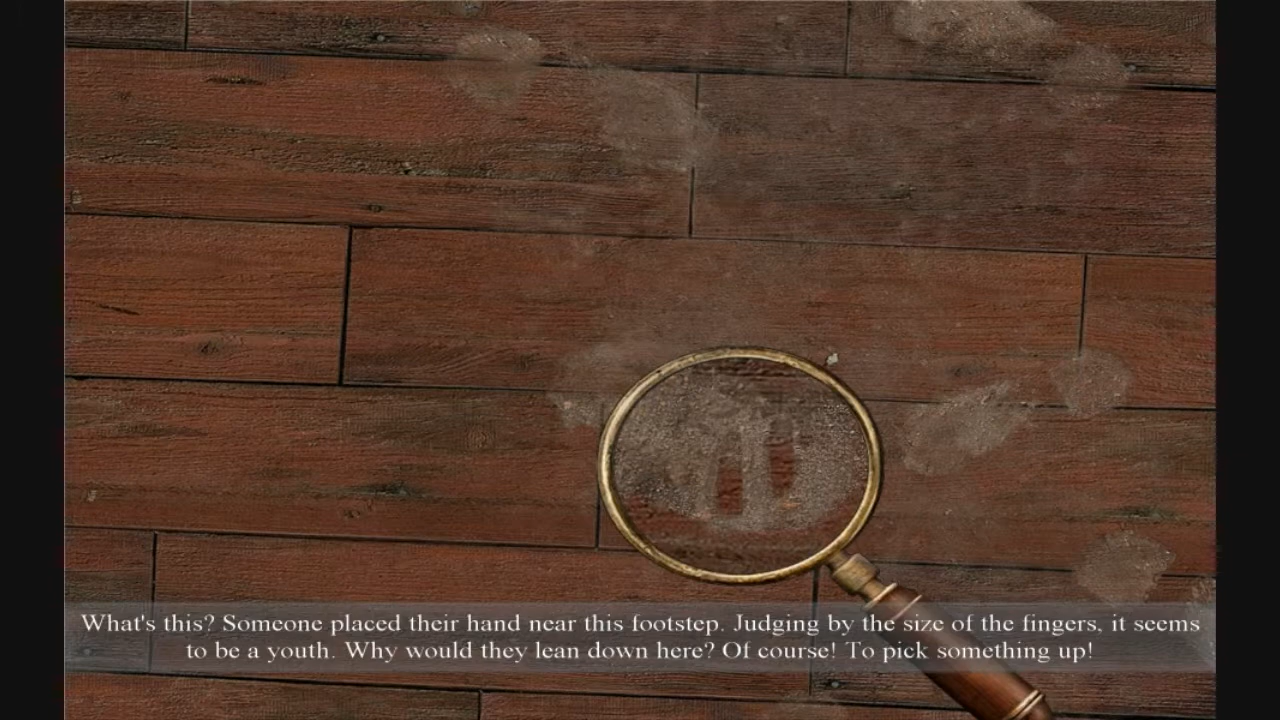 What's this? Someone placed their hand near this footstep. Judging by the size of the fingers, it seems
to be a youth. Why would they lean down here? Of course! To pick something up!